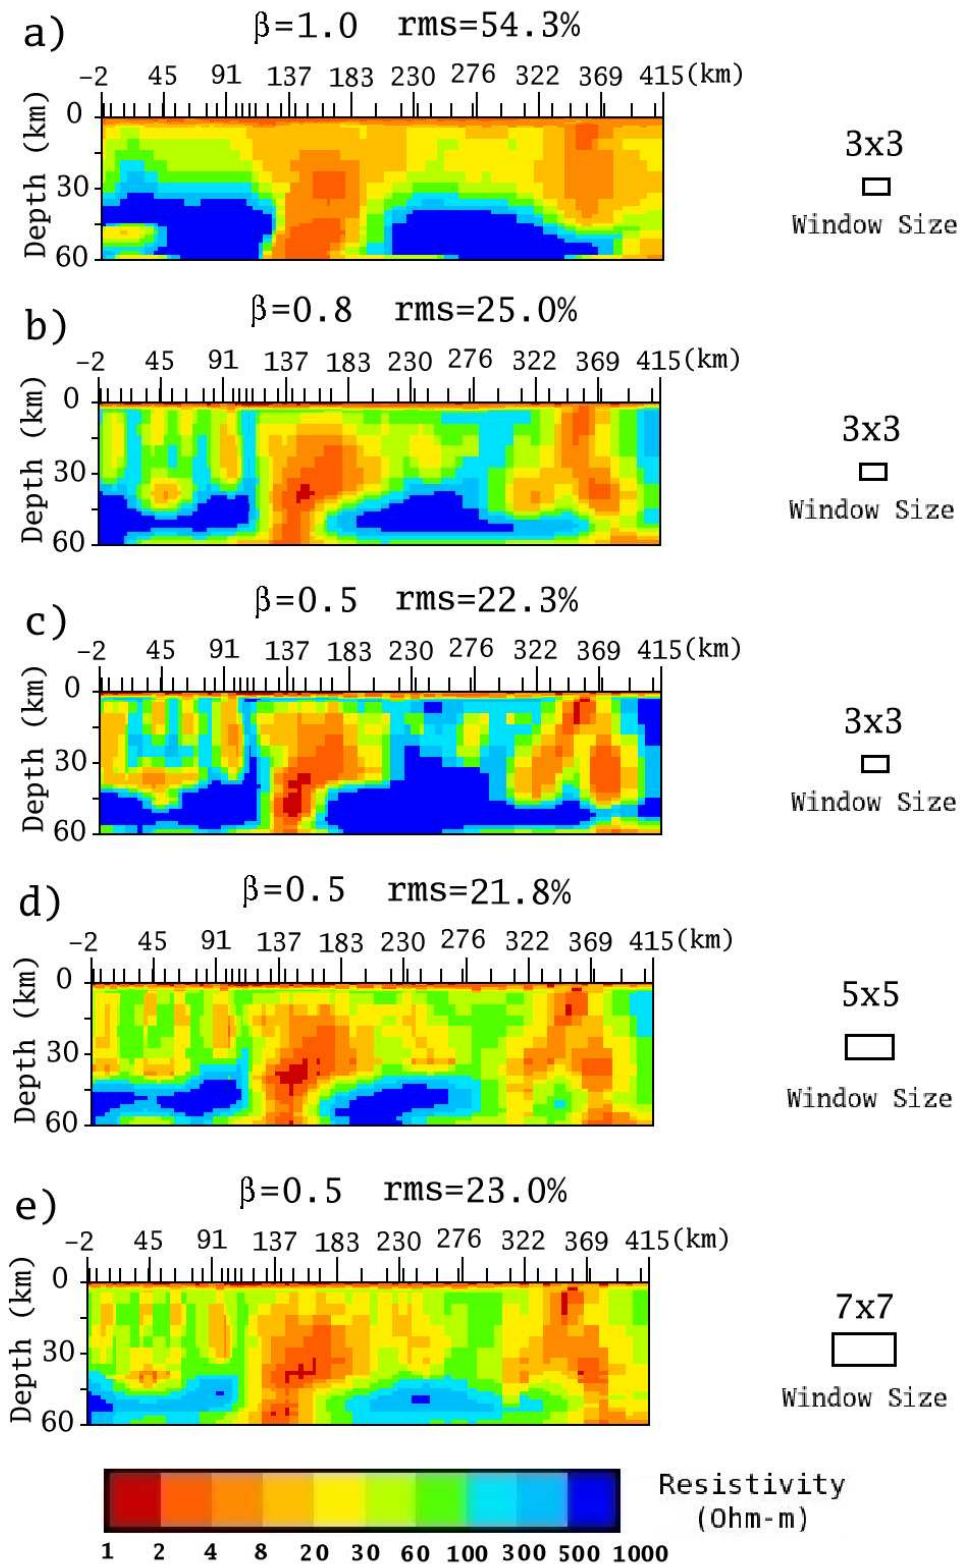 a) β=1.0 rms=54.3%
-2 45 91 137 183 230 276 322 369 415(km)
Depth (km)
0
30
60
3x3
Window Size
b) β=0.8 rms=25.0%
-2 45 91 137 183 230 276 322 369 415(km)
Depth (km)
0
30
60
3x3
Window Size
c) β=0.5 rms=22.3%
-2 45 91 137 183 230 276 322 369 415(km)
Depth (km)
0
30
60
3x3
Window Size
d) β=0.5 rms=21.8%
-2 45 91 137 183 230 276 322 369 415(km)
Depth (km)
0
30
60
5x5
Window Size
e) β=0.5 rms=23.0%
-2 45 91 137 183 230 276 322 369 415(km)
Depth (km)
0
30
60
7x7
Window Size
Resistivity
(Ohm-m)
1 2 4 8 20 30 60 100 300 500 1000